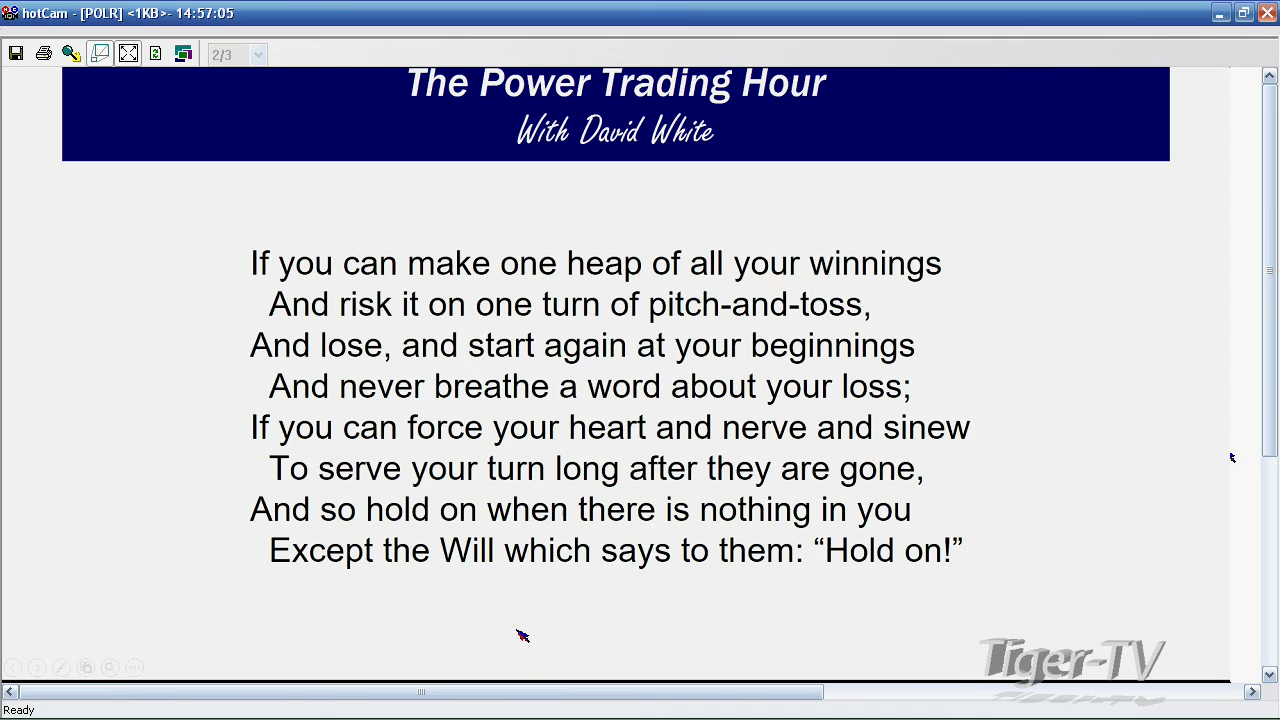 hotCam - [POLR] <1KB>- 14:57:05
2/3
The Power Trading Hour
With David White
If you can make one heap of all your winnings
And risk it on one turn of pitch-and-toss,
And lose, and start again at your beginnings
And never breathe a word about your loss;
If you can force your heart and nerve and sinew
To serve your turn long after they are gone,
And so hold on when there is nothing in you
Except the Will which says to them: “Hold on!”
Tiger-TV
Ready